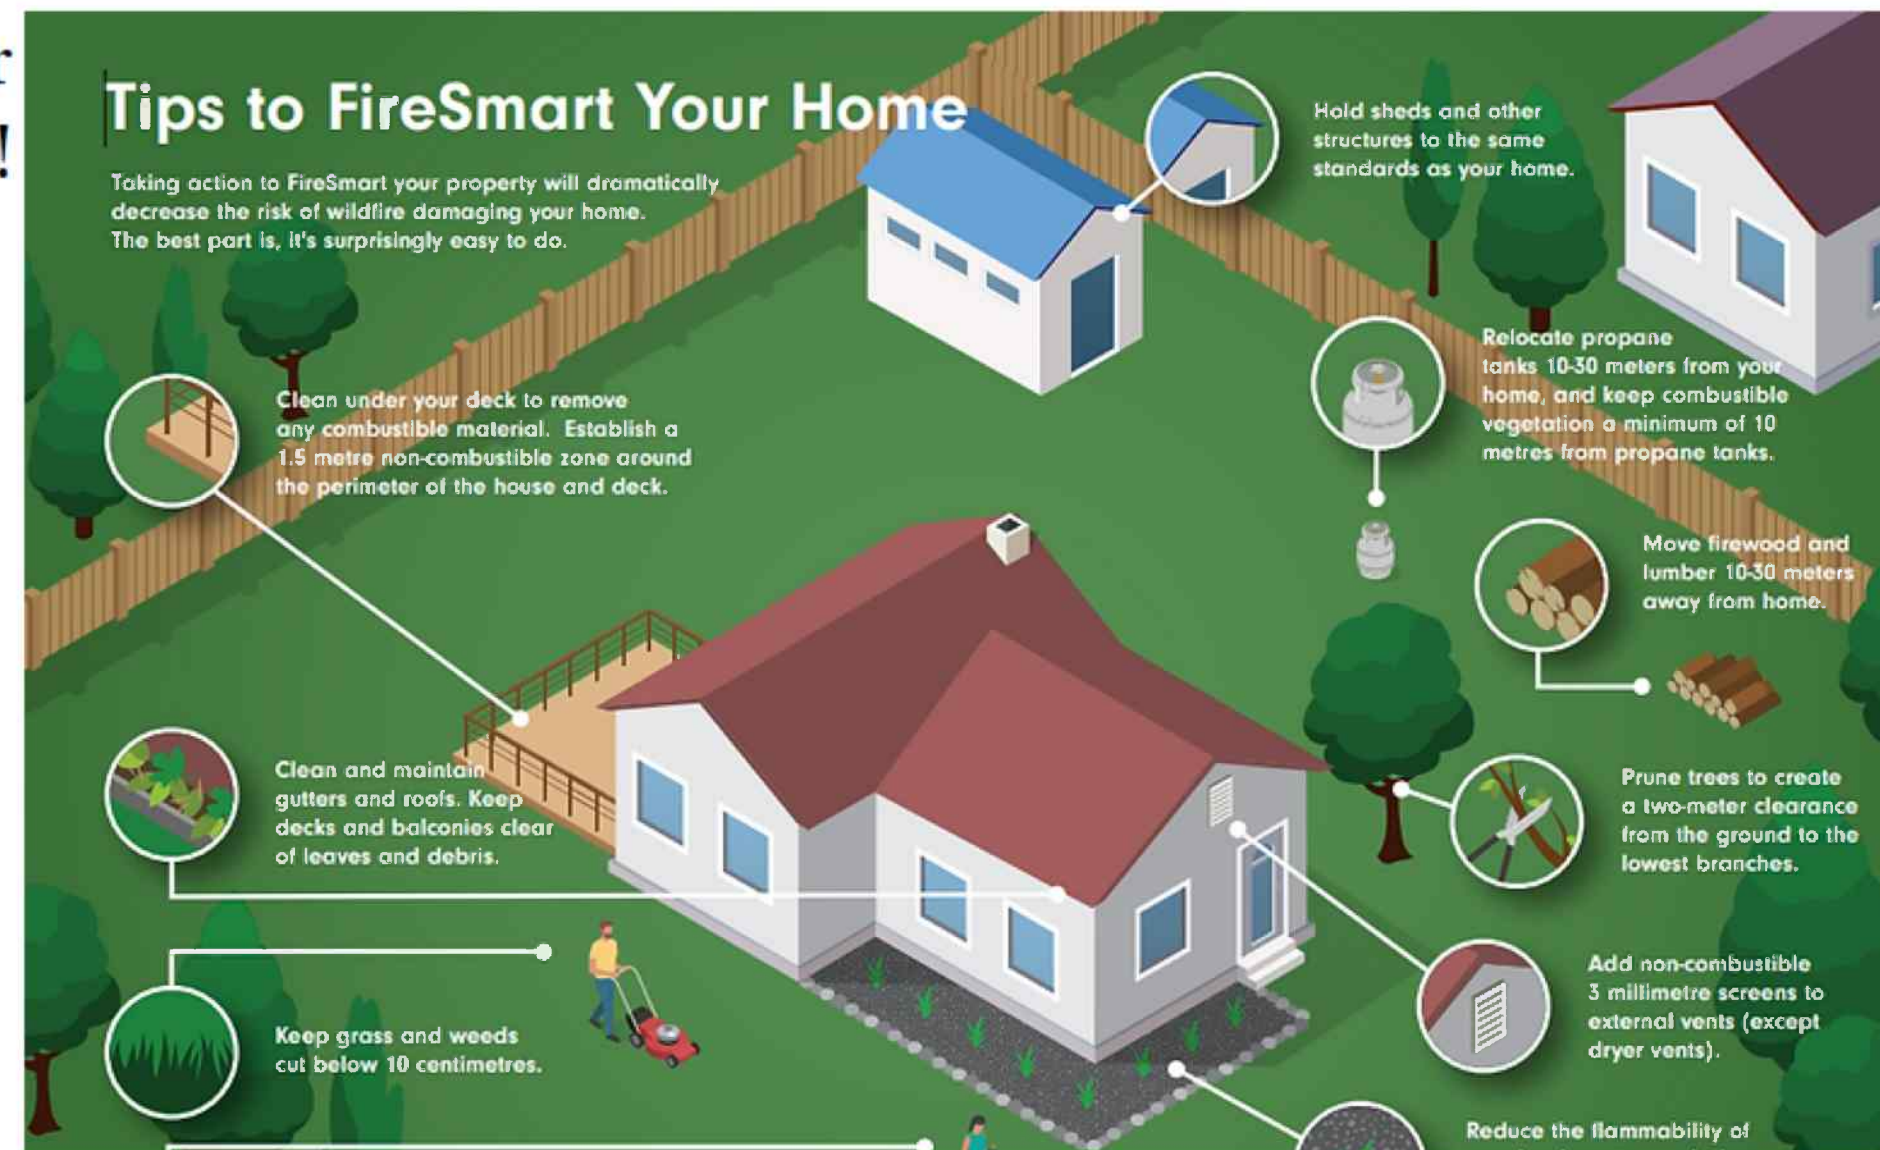 r
!
Tips to FireSmart Your Home
Taking action to FireSmart your property will dramatically
decrease the risk of wildfire damaging your home.
The best part is, it's surprisingly easy to do.
Hold sheds and other
structures to the same
standards as your home.
Relocate propane
tanks 10-30 meters from your
home, and keep combustible
vegetation a minimum of 10
metres from propane tanks.
Clean under your deck to remove
any combustible material. Establish a
1.5 metre non-combustible zone around
the perimeter of the house and deck.
Move firewood and
lumber 10-30 meters
away from home.
Clean and maintain
gutters and roofs. Keep
decks and balconies clear
of leaves and debris.
Prune trees to create
a two-meter clearance
from the ground to the
lowest branches.
Add non-combustible
3 millimetre screens to
external vents (except
dryer vents).
Keep grass and weeds
cut below 10 centimetres.
Reduce the flammability of